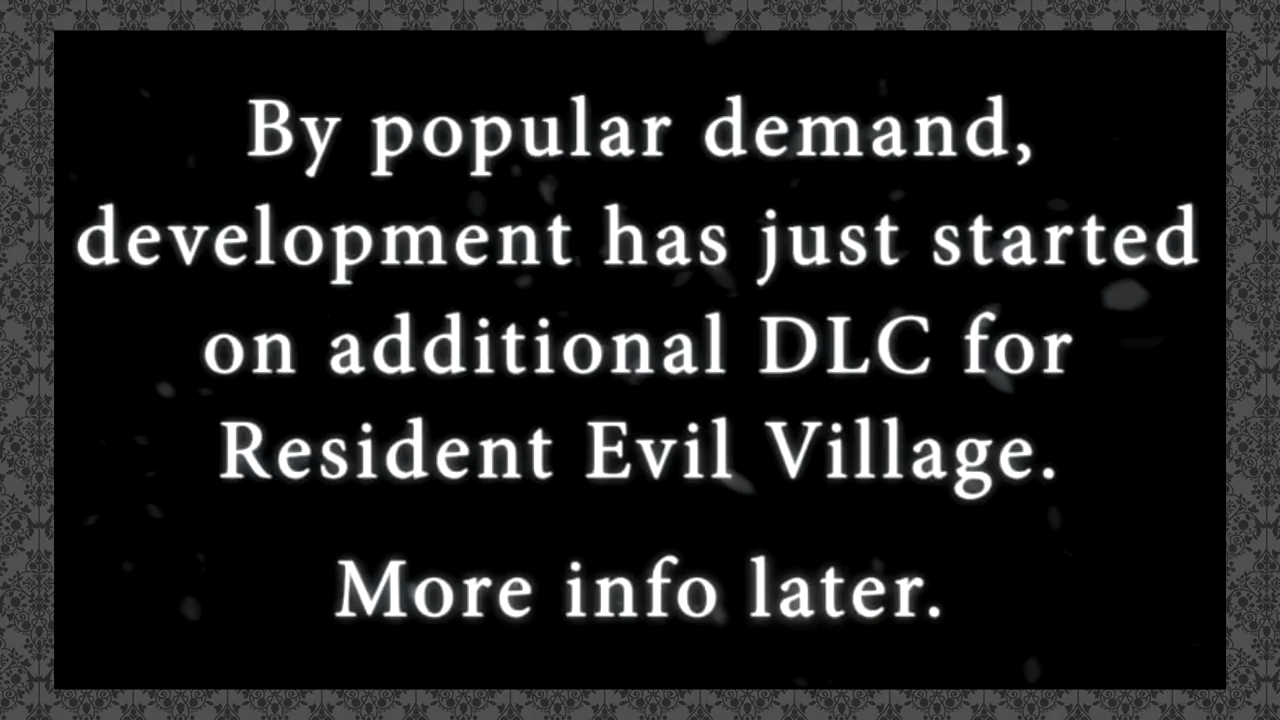 By popular demand,
development has just started
on additional DLC for
Resident Evil Village.
More info later.